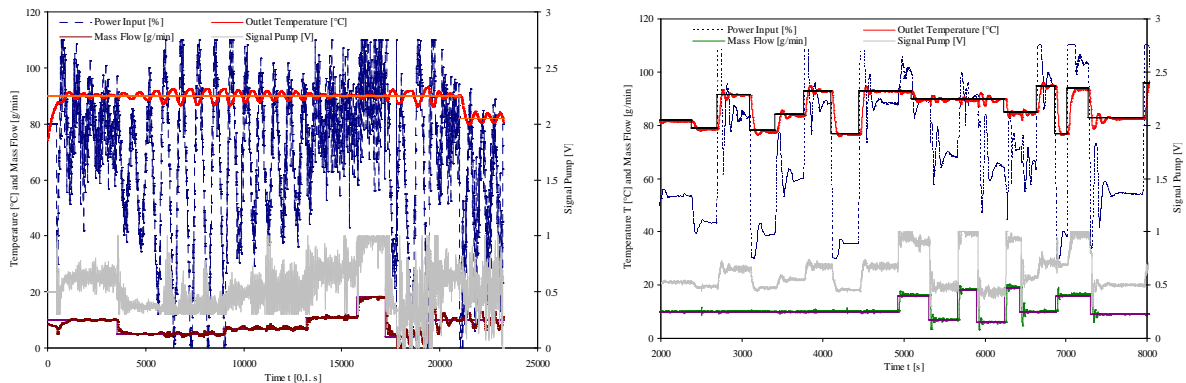 120
100
80
60
40
20
0
Temperature [°C] and Mass Flow [g/min]
Power Input [%]
Outlet Temperature [°C]
Mass Flow [g/min]
Signal Pump [V]
3
2.5
2
1.5
1
0.5
0
Signal Pump [V]
0
5000
10000
15000
20000
25000
Time t [0,1. s]
120
100
80
60
40
20
0
Temperature T [°C] and Mass Flow [g/min]
Power Input [%]
Outlet Temperature [°C]
Mass Flow [g/min]
Signal Pump [V]
3
2.5
2
1.5
1
0.5
0
Signal Pump [V]
2000
3000
4000
5000
6000
7000
8000
Time t [s]